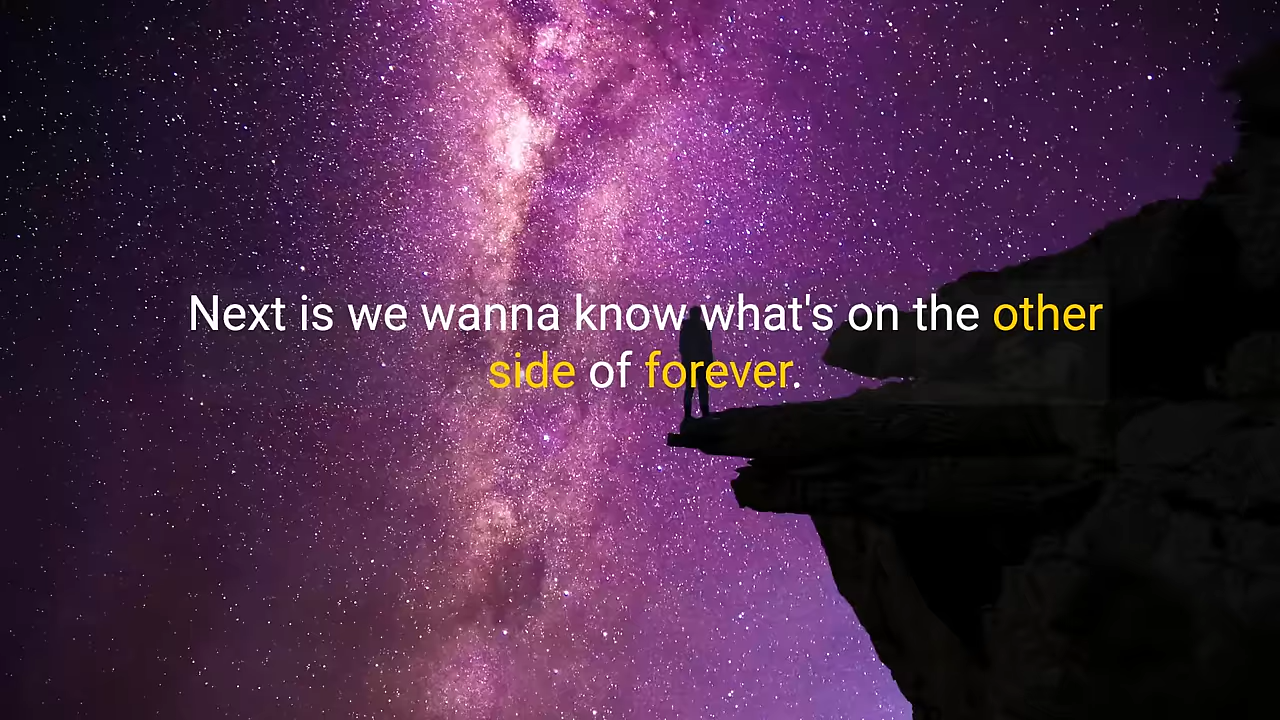 Next is we wanna know what's on the other
side of forever.